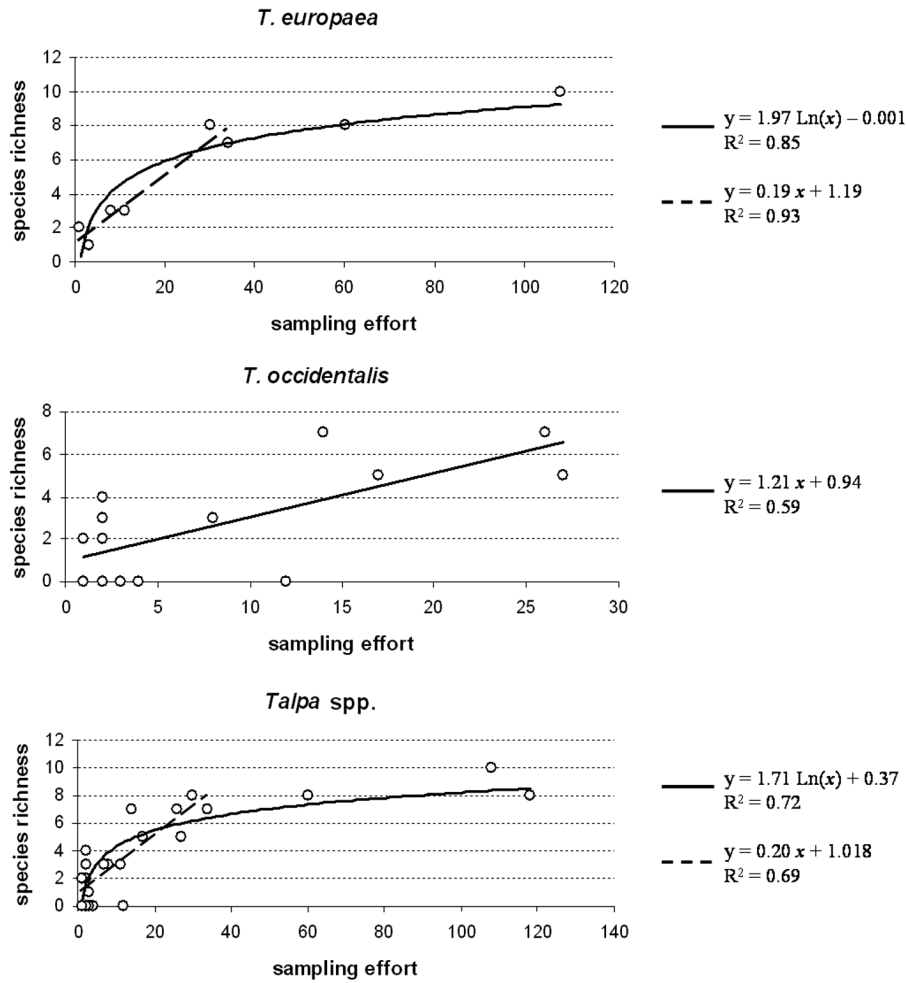 T. europaea
12
10
8
6
4
2
0
0 20 40 60 80 100 120
species richness
sampling effort
y = 1.97 Ln(x) – 0.001
R² = 0.85
y = 0.19 x + 1.19
R² = 0.93
T. occidentalis
8
6
4
2
0
0 5 10 15 20 25 30
species richness
sampling effort
y = 1.21 x + 0.94
R² = 0.59
Talpa spp.
12
10
8
6
4
2
0
0 20 40 60 80 100 120 140
species richness
sampling effort
y = 1.71 Ln(x) + 0.37
R² = 0.72
y = 0.20 x + 1.018
R² = 0.69